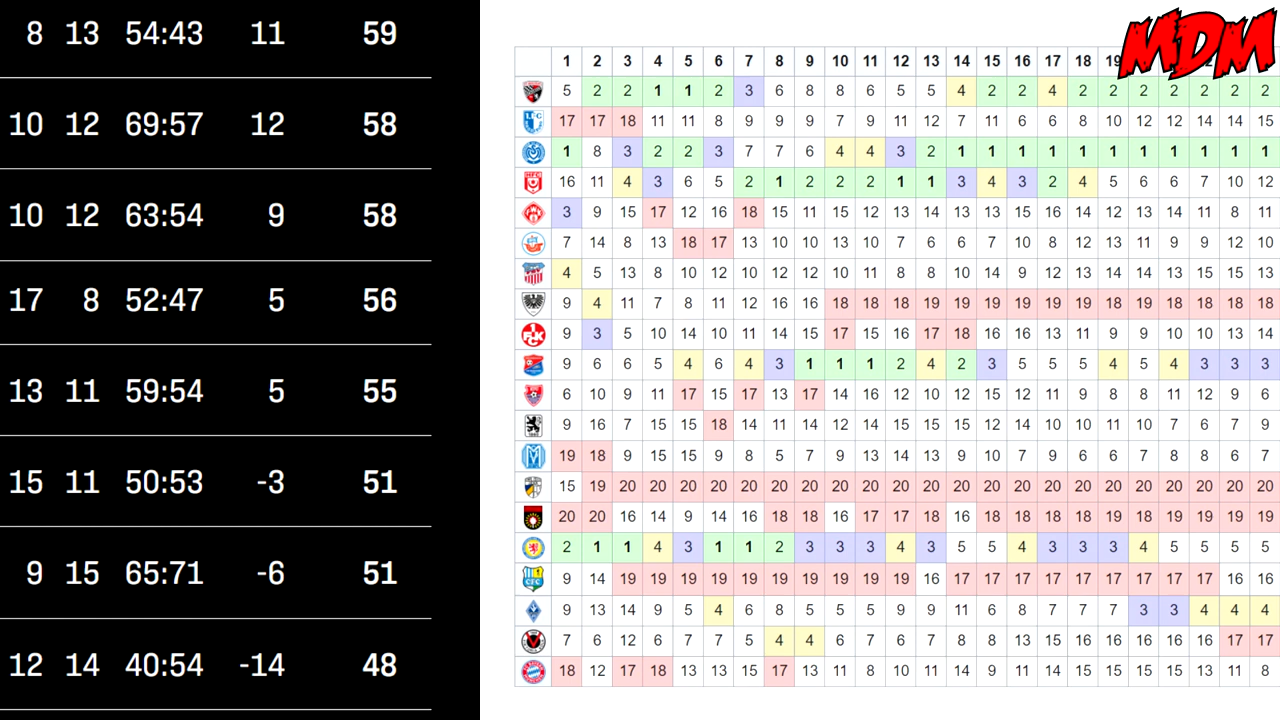 8 13 54:43 11 59
10 12 69:57 12 58
10 12 63:54 9 58
17 8 52:47 5 56
13 11 59:54 5 55
15 11 50:53 -3 51
9 15 65:71 -6 51
12 14 40:54 -14 48
MDM
1 2 3 4 5 6 7 8 9 10 11 12 13 14 15 16 17 18
5 2 2 1 1 2 3 6 8 8 6 5 5 4 2 2 4 2 2 2 2 2 2 2
17 17 18 11 11 8 9 9 9 7 9 11 12 7 11 6 6 8 10 12 12 14 14 15
1 8 3 2 2 3 7 7 6 4 4 3 2 1 1 1 1 1 1 1 1 1 1 1
16 11 4 3 6 5 2 1 2 2 2 1 1 3 4 3 2 4 5 6 6 7 10 12
3 9 15 17 12 16 18 15 11 15 12 13 14 13 13 15 16 14 12 13 14 11 8 11
7 14 8 13 18 17 13 10 10 13 10 7 6 6 7 10 8 12 13 11 9 9 12 10
4 5 13 8 10 12 10 12 12 10 11 8 8 10 14 9 12 13 14 14 13 15 15 13
9 4 11 7 8 11 12 16 16 18 18 18 19 19 19 19 19 19 18 19 18 18 18 18
9 3 5 10 14 10 11 14 15 17 15 16 17 18 16 16 13 11 9 9 10 10 13 14
9 6 6 5 4 6 4 3 1 1 1 2 4 2 3 5 5 5 4 5 4 3 3 3
6 10 9 11 17 15 17 13 17 14 16 12 10 12 15 12 11 9 8 8 11 12 9 6
9 16 7 15 15 18 14 11 14 12 14 15 15 15 12 14 10 10 11 10 7 6 7 9
19 18 9 15 15 9 8 5 7 9 13 14 13 9 10 7 9 6 6 7 8 8 6 7
15 19 20 20 20 20 20 20 20 20 20 20 20 20 20 20 20 20 20 20 20 20 20 20
20 20 16 14 9 14 16 18 18 16 17 17 18 16 18 18 18 18 19 18 19 19 19 19
2 1 1 4 3 1 1 2 3 3 3 4 3 5 5 4 3 3 3 4 5 5 5 5
9 14 19 19 19 19 19 19 19 19 19 19 16 17 17 17 17 17 17 17 17 17 16 16
9 13 14 9 5 4 6 8 5 5 5 9 9 11 6 8 7 7 7 3 3 4 4 4
7 6 12 6 7 7 5 4 4 6 7 6 7 8 8 13 15 16 16 16 16 16 17 17
18 12 17 18 13 13 15 17 13 11 8 10 11 14 9 11 14 15 15 15 15 13 11 8